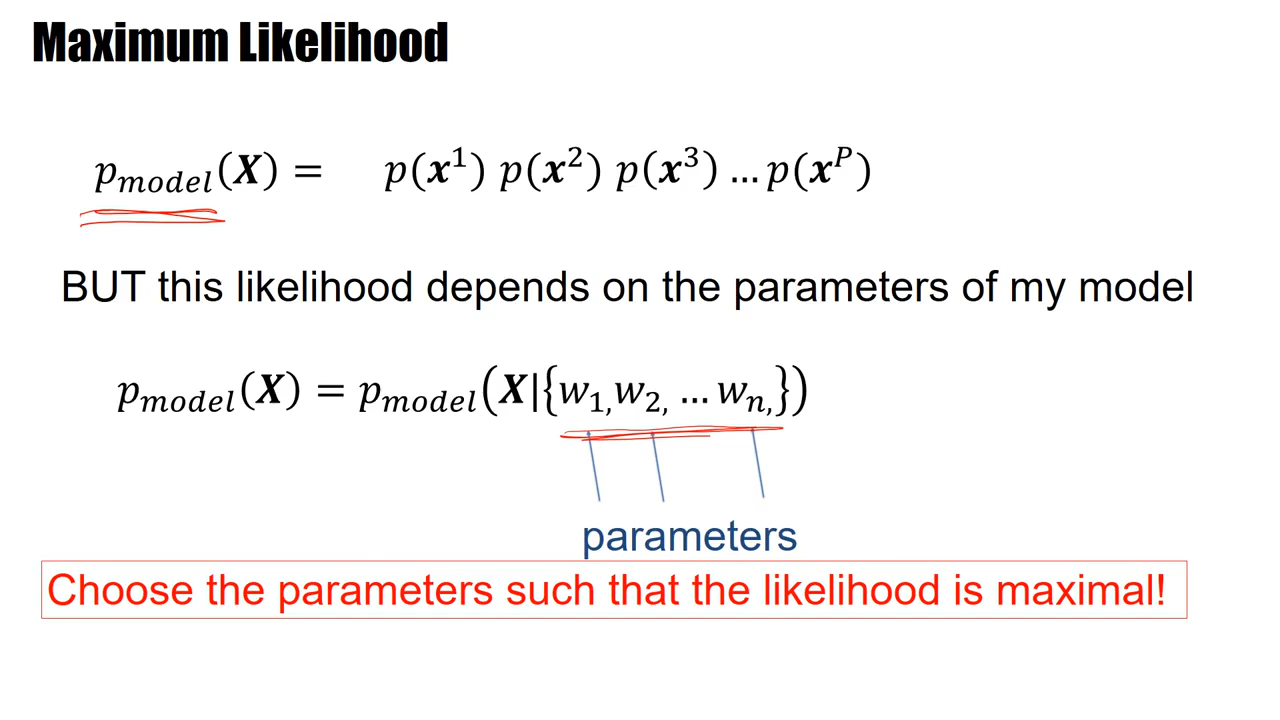 Maximum Likelihood
p_model(X) = p(x^1) p(x^2) p(x^3) ... p(x^P)
BUT this likelihood depends on the parameters of my model
p_model(X) = p_model(X|{w_1, w_2, ... w_n,})
parameters
Choose the parameters such that the likelihood is maximal!